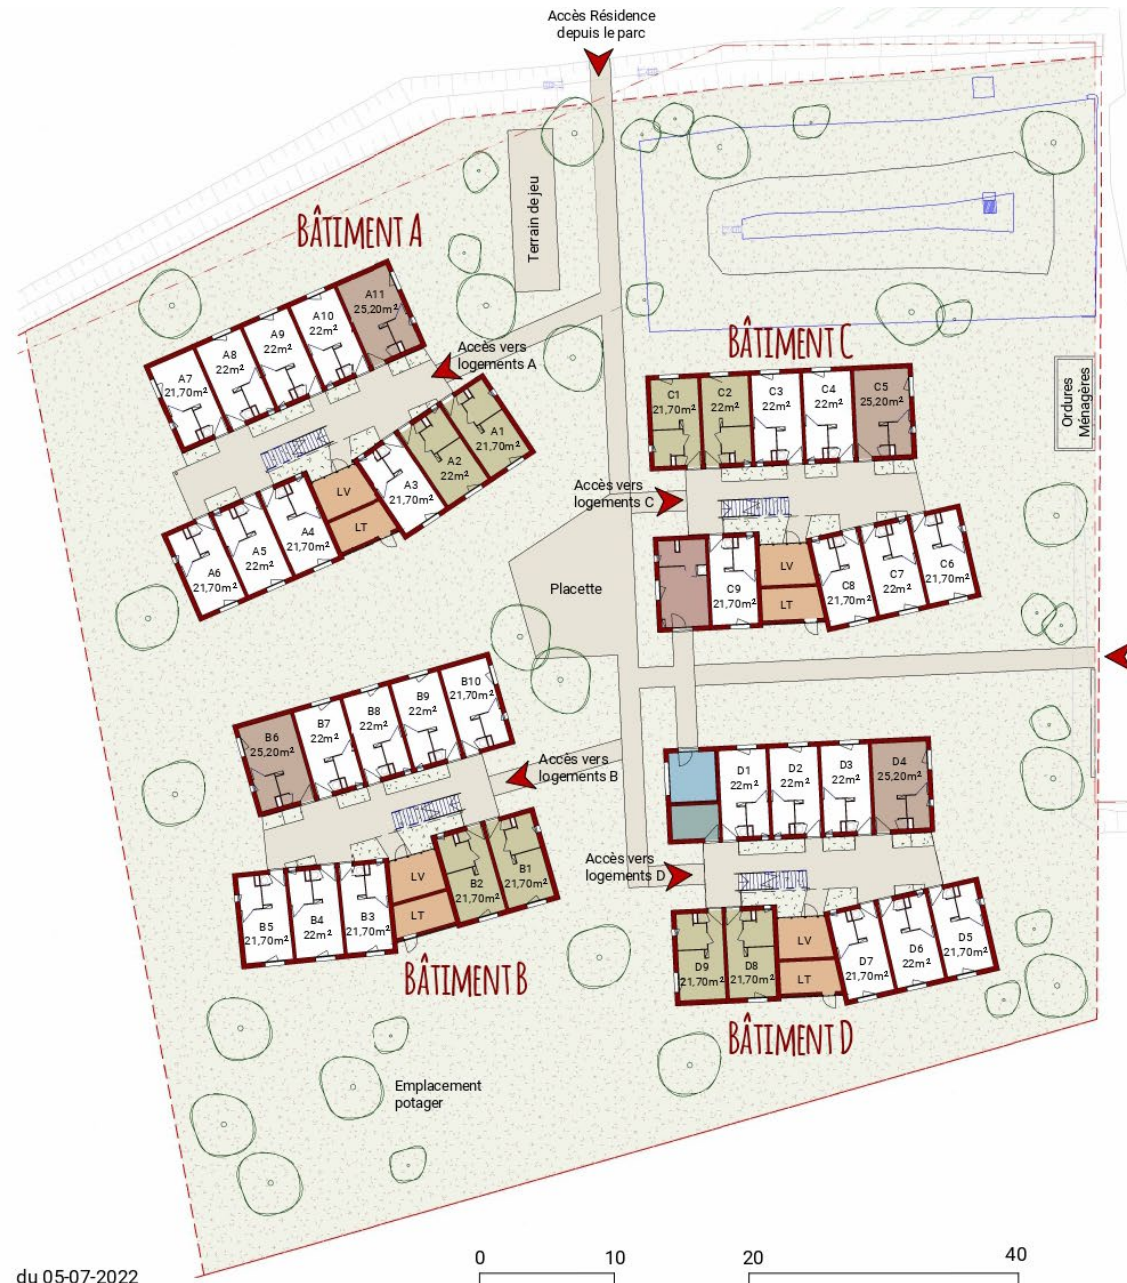 Accès Résidence
depuis le parc
Terrain de jeu
BÂTIMENT A
A11
25,20m²
A10
22m²
A9
22m²
A8
22m²
A7
21,70m²
Accès vers
logements A
A1
21,70m²
A2
22m²
A3
21,70m²
LV
LT
A4
21,70m²
A5
22m²
A6
21,70m²
BÂTIMENT C
C1
21,70m²
C2
22m²
C3
22m²
C4
22m²
C5
25,20m²
Ordures
Ménagères
Accès vers
logements C
C9
21,70m²
LV
LT
C8
21,70m²
C7
22m²
C6
21,70m²
Placette
B6
25,20m²
B7
22m²
B8
22m²
B9
22m²
B10
21,70m²
Accès vers
logements B
B5
21,70m²
B4
22m²
B3
21,70m²
LV
LT
B2
21,70m²
B1
21,70m²
BÂTIMENT B
D1
22m²
D2
22m²
D3
22m²
D4
25,20m²
Accès vers
logements D
D9
21,70m²
D8
21,70m²
LV
LT
D7
21,70m²
D6
22m²
D5
21,70m²
BÂTIMENT D
Emplacement
potager
du 05-07-2022
0 10 20 40